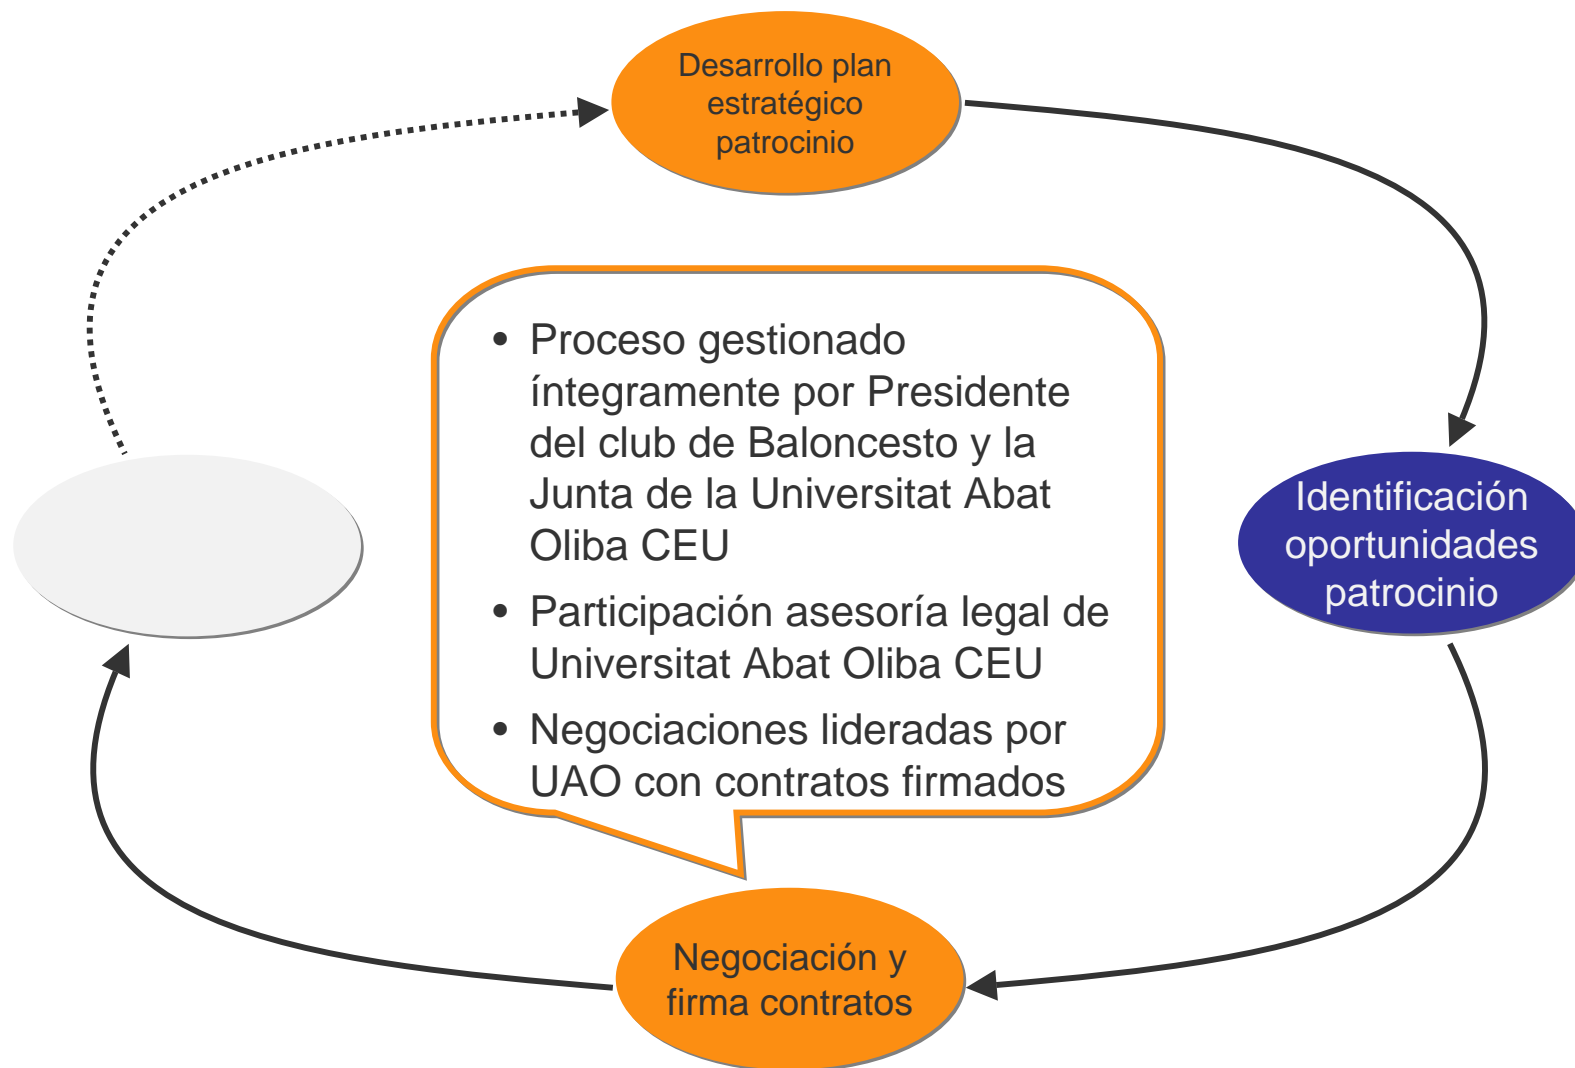 Desarrollo plan
estratégico
patrocinio
• Proceso gestionado
íntegramente por Presidente
del club de Baloncesto y la
Junta de la Universitat Abat
Oliba CEU
• Participación asesoría legal de
Universitat Abat Oliba CEU
• Negociaciones lideradas por
UAO con contratos firmados
Identificación
oportunidades
patrocinio
Negociación y
firma contratos